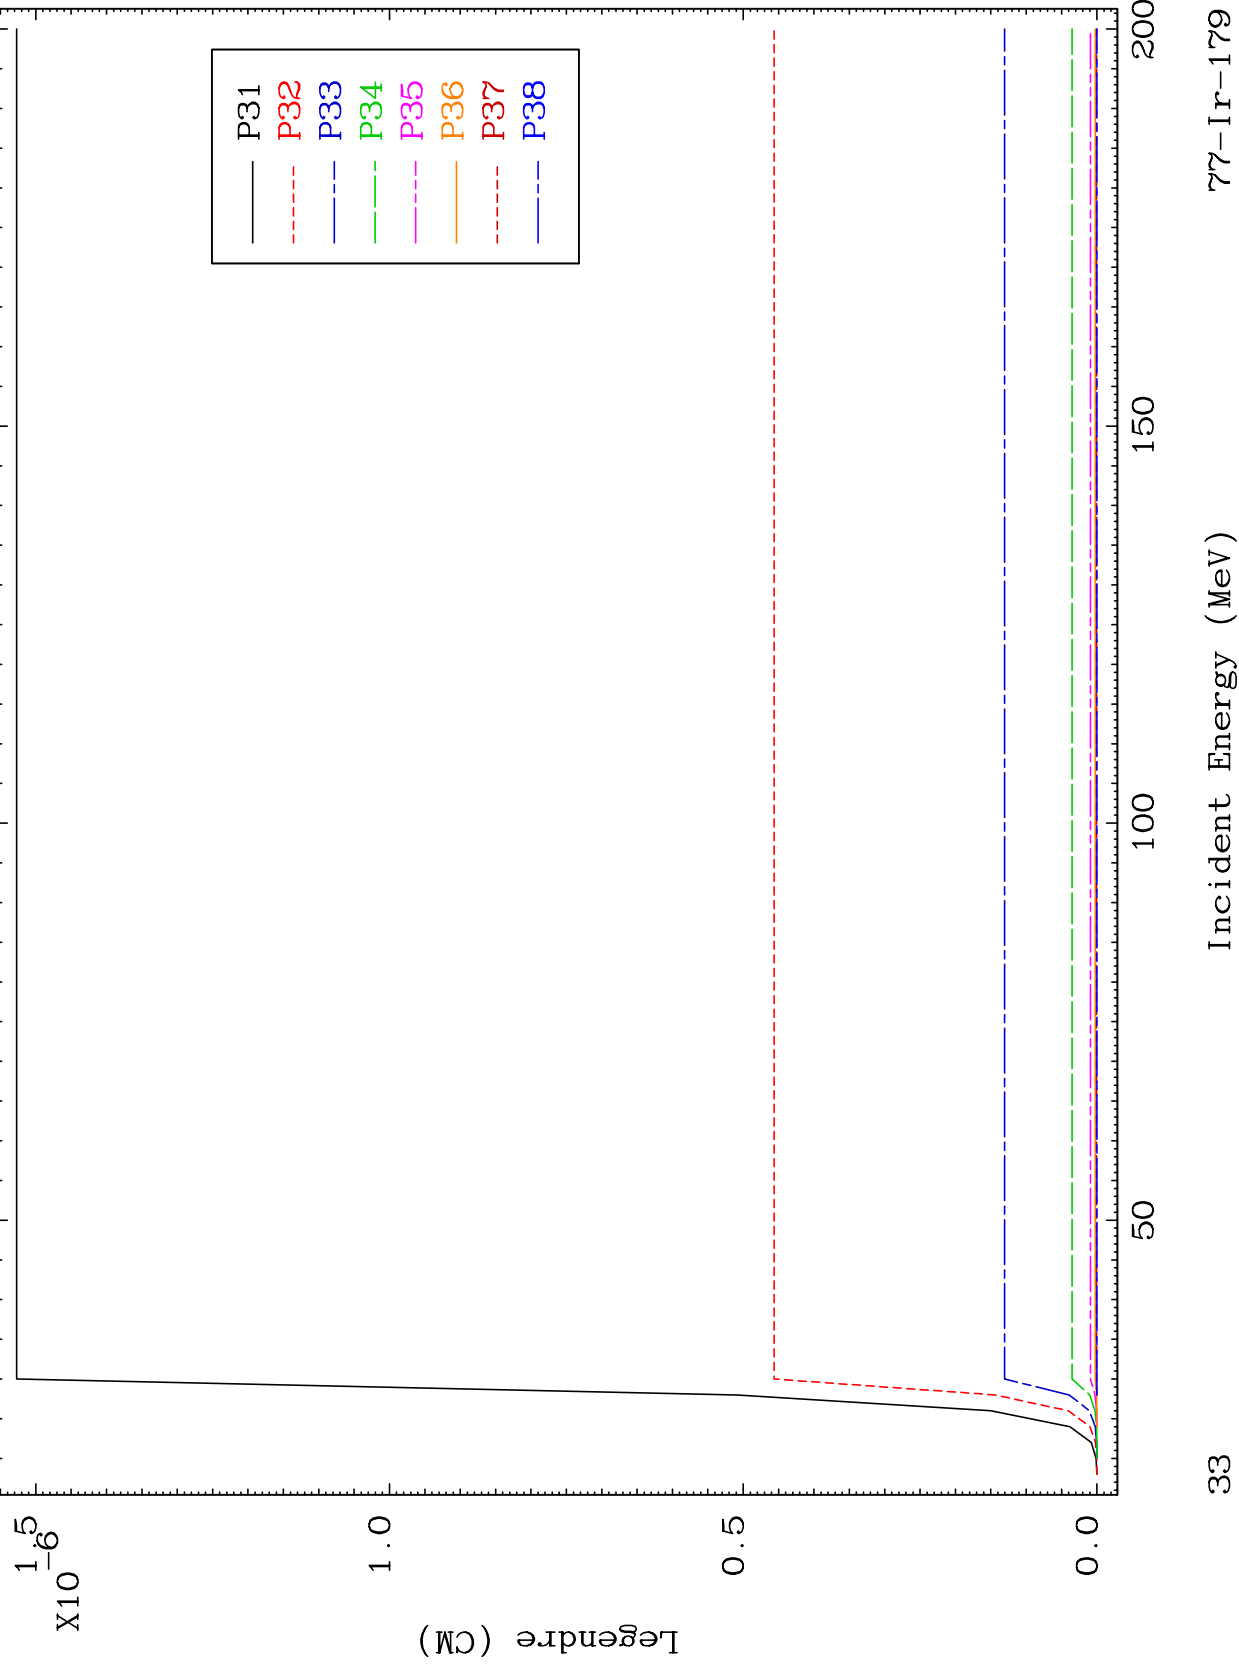 P31
P32
P33
P34
P35
P36
P37
P38
1.5
X10
-6
1.0
0.5
0.0
Legendre (CM)
50
100
150
200
33
Incident Energy (MeV)
77-Ir-179